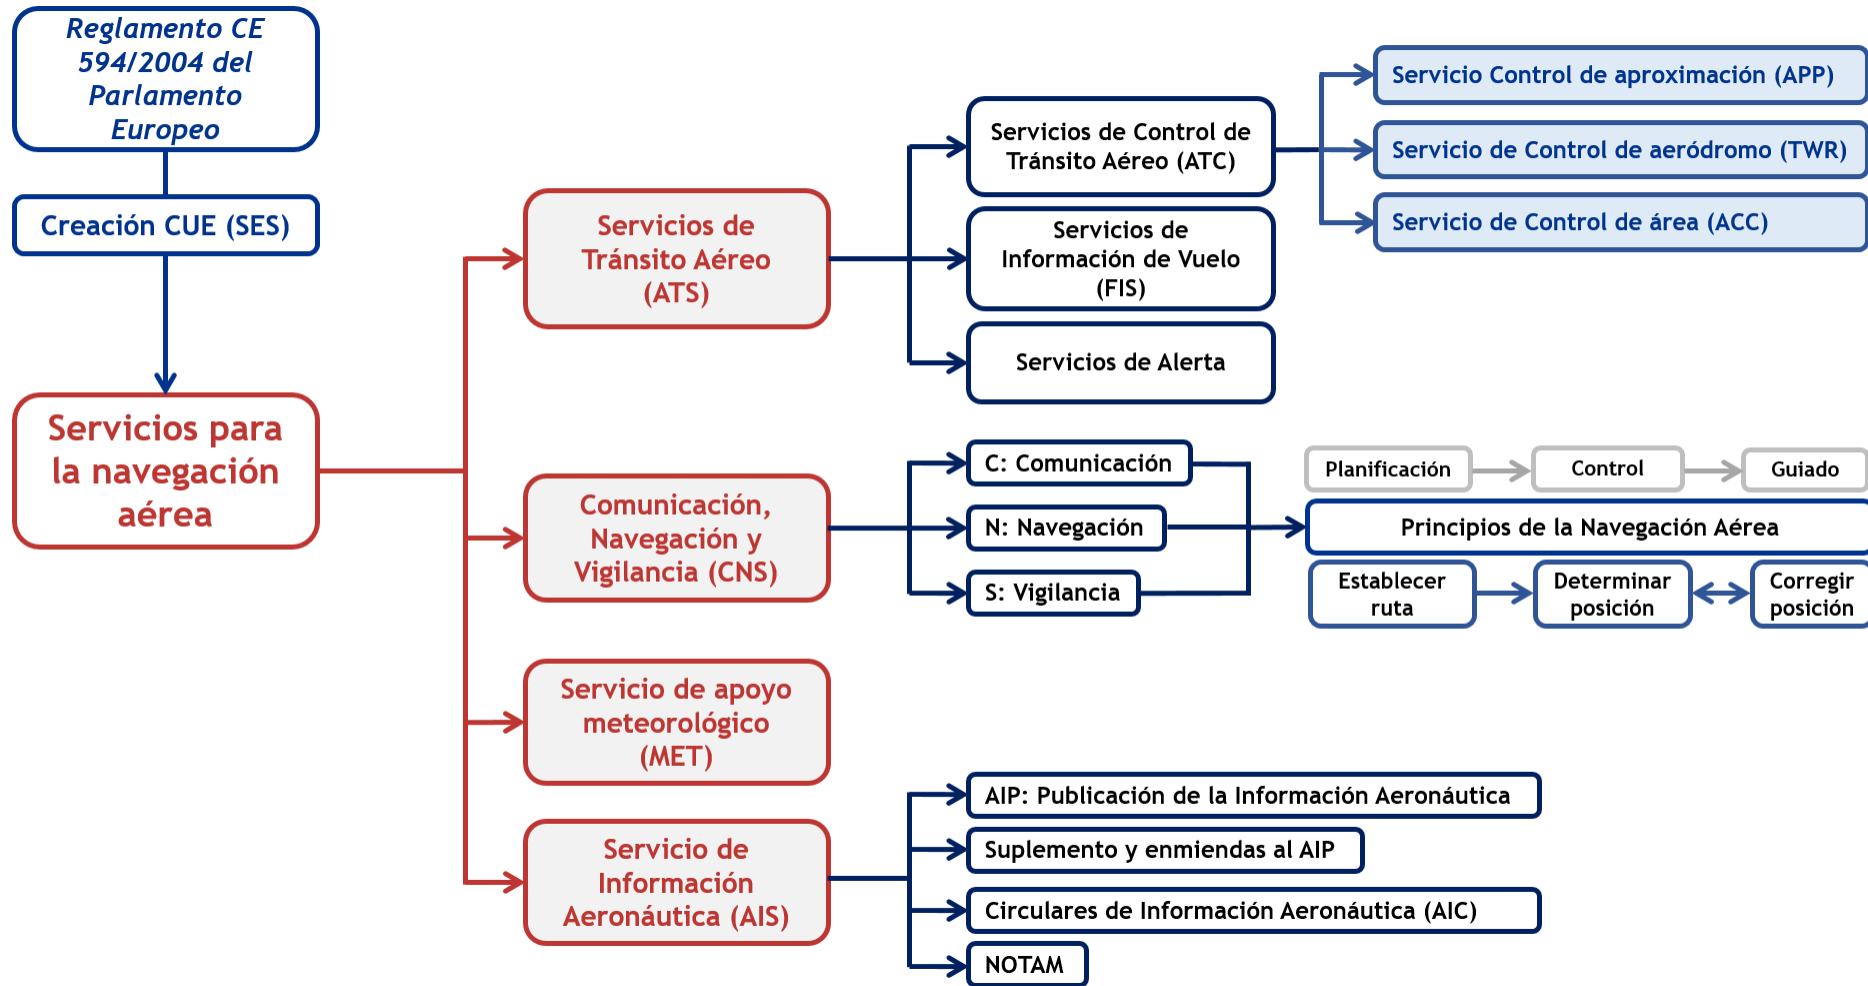 Reglamento CE
594/2004 del
Parlamento
Europeo
Creación CUE (SES)
Servicios para
la navegación
aérea
Servicios de
Tránsito Aéreo
(ATS)
Comunicación,
Navegación y
Vigilancia (CNS)
Servicio de apoyo
meteorológico
(MET)
Servicio de
Información
Aeronáutica (AIS)
Servicios de Control de
Tránsito Aéreo (ATC)
Servicios de
Información de Vuelo
(FIS)
Servicios de Alerta
Servicio Control de aproximación (APP)
Servicio de Control de aeródromo (TWR)
Servicio de Control de área (ACC)
C: Comunicación
N: Navegación
S: Vigilancia
Planificación
Control
Guiado
Principios de la Navegación Aérea
Establecer
ruta
Determinar
posición
Corregir
posición
AIP: Publicación de la Información Aeronáutica
Suplemento y enmiendas al AIP
Circulares de Información Aeronáutica (AIC)
NOTAM